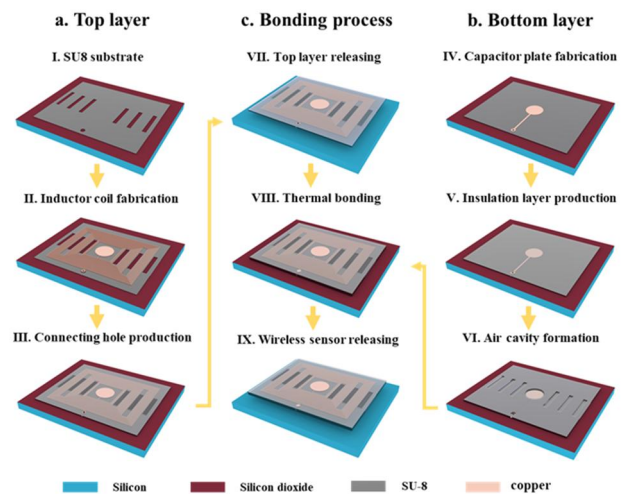 a. Top layer
c. Bonding process
b. Bottom layer
I. SU8 substrate
VII. Top layer releasing
IV. Capacitor plate fabrication
II. Inductor coil fabrication
VIII. Thermal bonding
V. Insulation layer production
III. Connecting hole production
IX. Wireless sensor releasing
VI. Air cavity formation
Silicon
Silicon dioxide
SU-8
copper